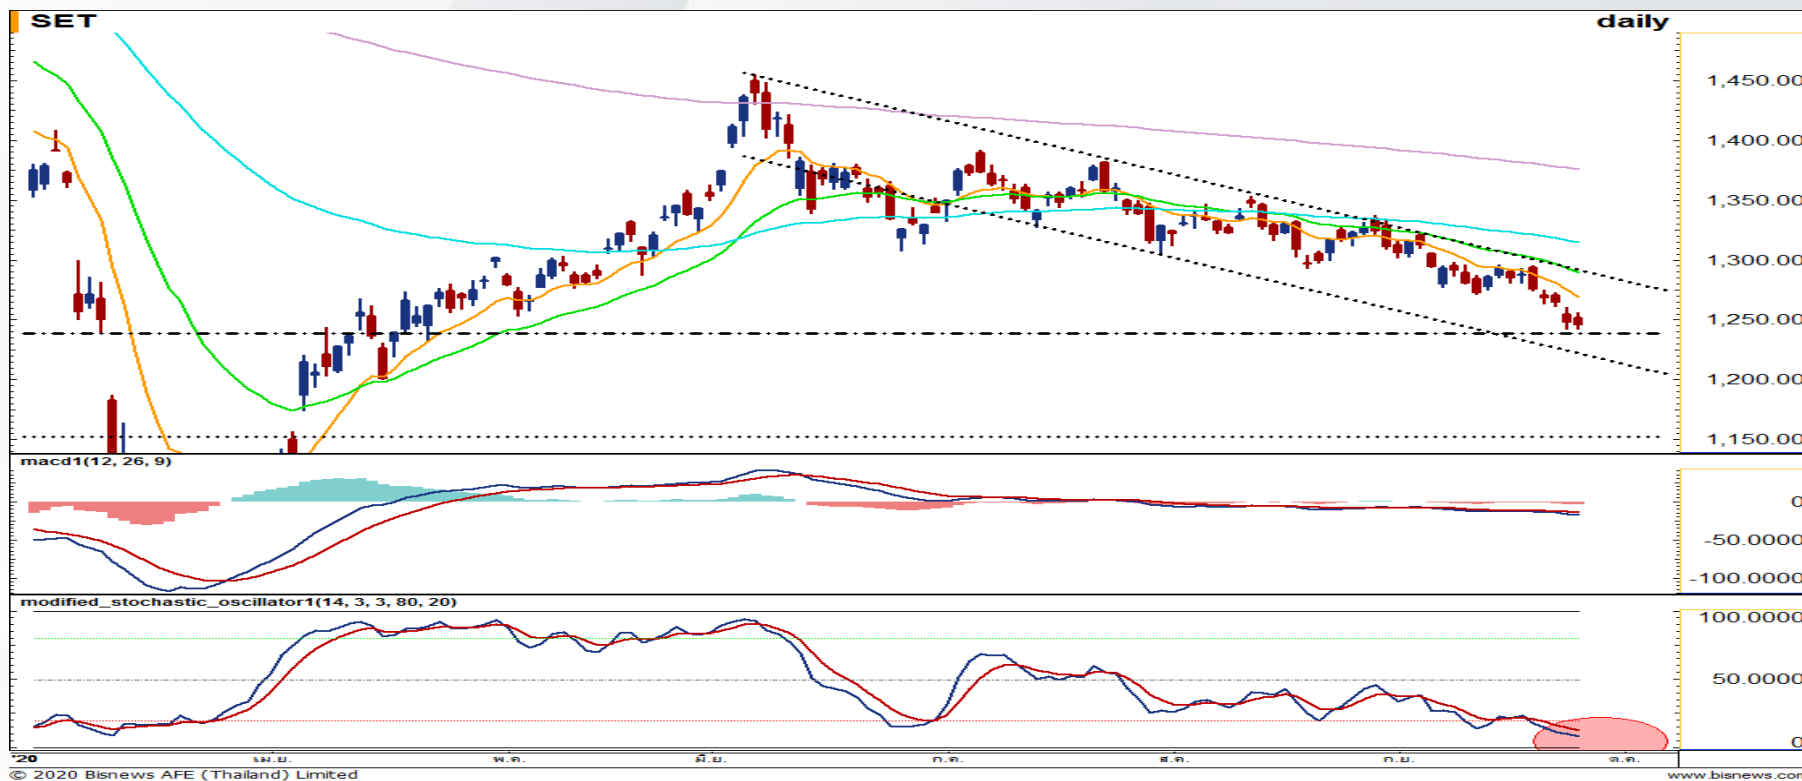 SET daily
1,450.00
1,400.00
1,350.00
1,300.00
1,250.00
1,200.00
1,150.00
macd1(12, 26, 9)
0
-50.0000
-100.0000
modified_stochastic_oscillator1(14, 3, 3, 80, 20)
100.0000
50.0000
0
'20 เม.ย. พ.ค. มิ.ย. ก.ค. ส.ค. ก.ย. ต.ค.
© 2020 Bisnews AFE (Thailand) Limited www.bisnews.com